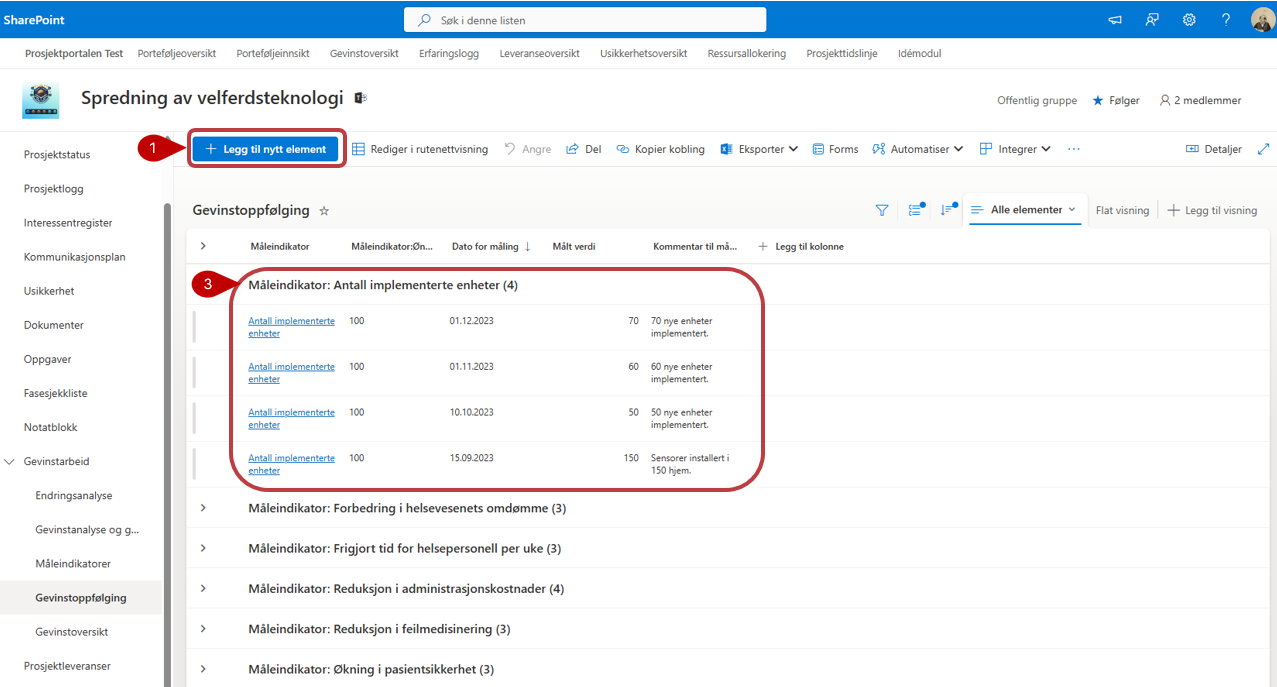 SharePoint
Søk i denne listen
?
Prosjektportalen Test Porteføljeoversikt Porteføljeinnsikt Gevinstoversikt Erfaringslogg Leveranseoversikt Usikkerhetsoversikt Ressursallokering Prosjekttidslinje Idémodul
Spredning av velferdsteknologi
Offentlig gruppe ★ Følger 2 medlemmer
1
+ Legg til nytt element Rediger i rutenettvisning Angre Del Kopier kobling Eksporter Forms Automatiser Integrer ··· Detaljer
Prosjektstatus
Prosjektlogg
Interessentregister
Kommunikasjonsplan
Usikkerhet
Dokumenter
Oppgaver
Fasesjekkliste
Notatblokk
Gevinstarbeid
Endringsanalyse
Gevinstanalyse og g...
Måleindikatorer
Gevinstoppfølging
Gevinstoversikt
Prosjektleveranser
Gevinstoppfølging ☆
Alle elementer Flat visning + Legg til visning
Måleindikator Måleindikator:Øn... Dato for måling ↓ Målt verdi Kommentar til må... + Legg til kolonne
3
Måleindikator: Antall implementerte enheter (4)
Antall implementerte 100 01.12.2023 70 70 nye enheter
enheter implementert.
Antall implementerte 100 01.11.2023 60 60 nye enheter
enheter implementert.
Antall implementerte 100 10.10.2023 50 50 nye enheter
enheter implementert.
Antall implementerte 100 15.09.2023 150 Sensorer installert i
enheter 150 hjem.
Måleindikator: Forbedring i helsevesenets omdømme (3)
Måleindikator: Frigjort tid for helsepersonell per uke (3)
Måleindikator: Reduksjon i administrasjonskostnader (4)
Måleindikator: Reduksjon i feilmedisinering (3)
Måleindikator: Økning i pasientsikkerhet (3)